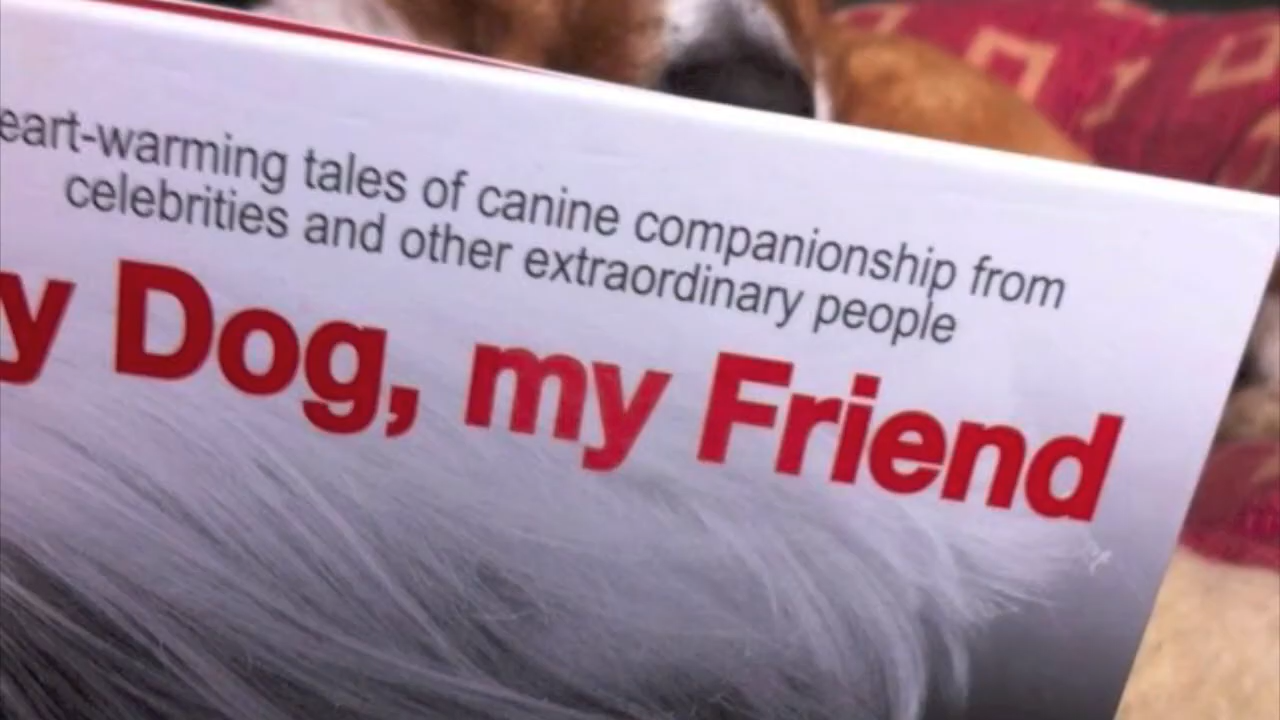 eart-warming tales of canine companionship from
celebrities and other extraordinary people
y Dog, my Friend